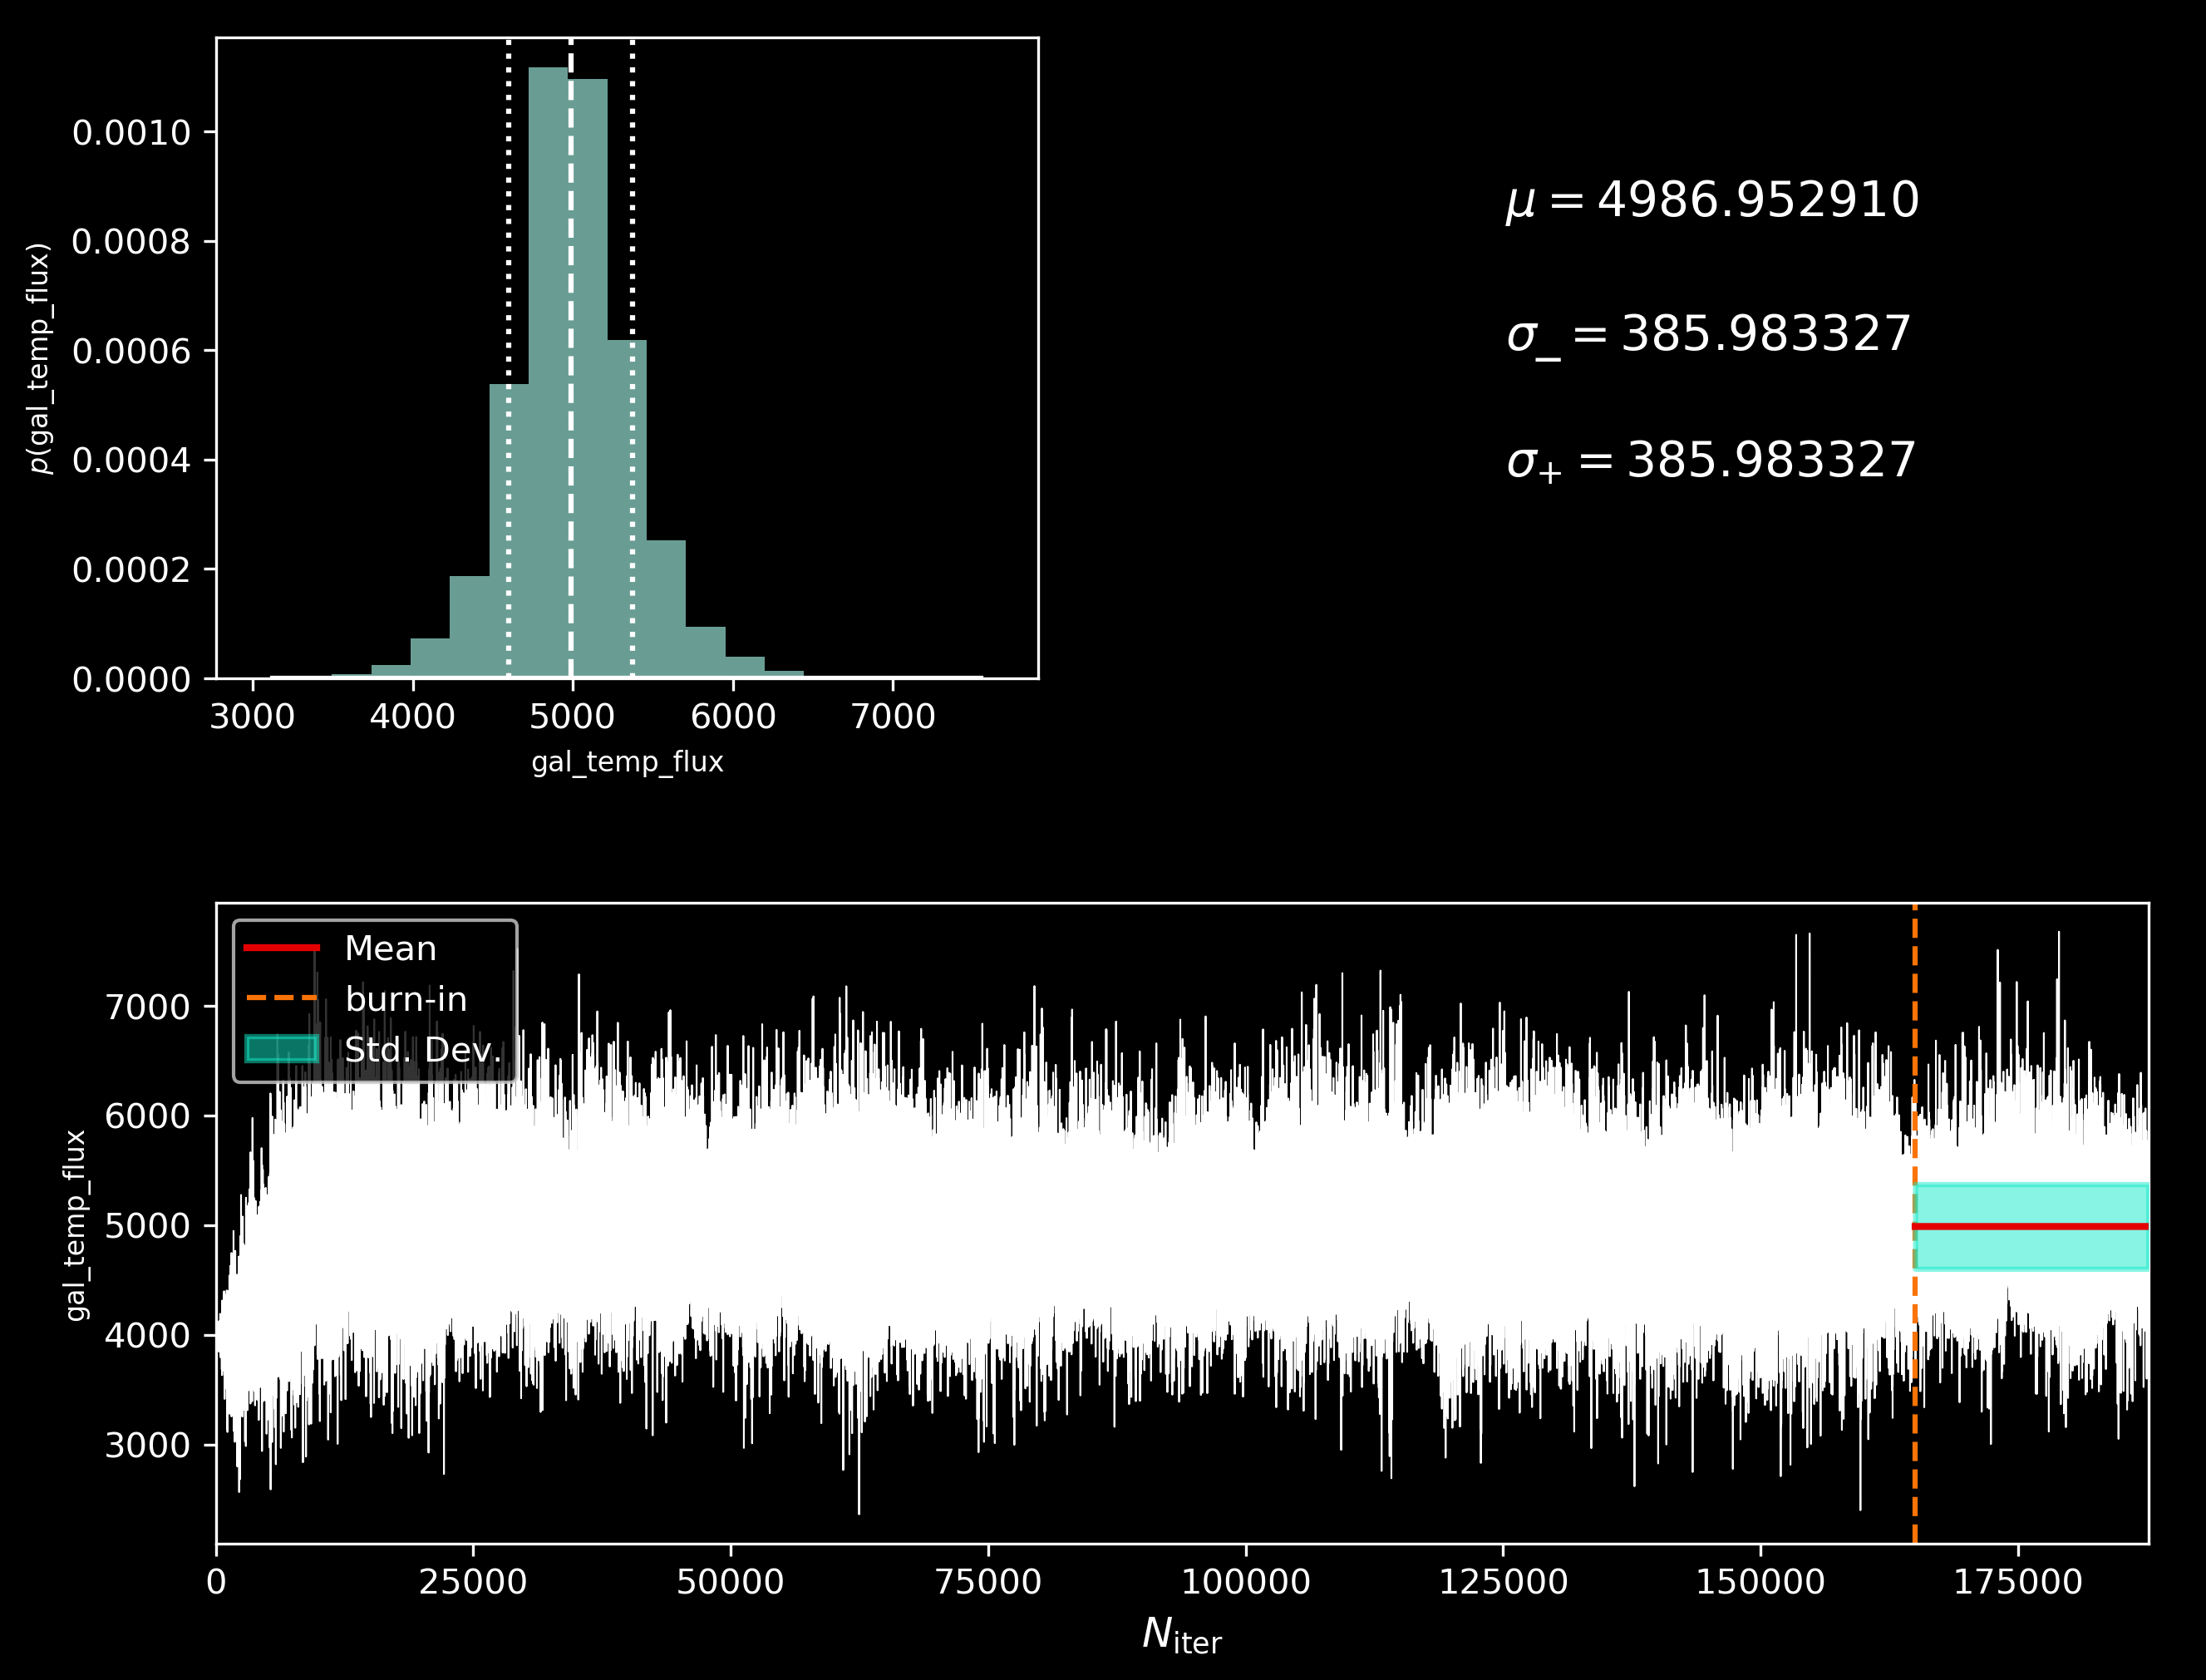 0.0010
0.0008
0.0006
0.0004
0.0002
0.0000
p(gal_temp_flux)
3000 4000 5000 6000 7000
gal_temp_flux
μ = 4986.952910
σ_ = 385.983327
σ+ = 385.983327
Mean
burn-in
Std. Dev.
7000
6000
5000
4000
3000
gal_temp_flux
0 25000 50000 75000 100000 125000 150000 175000
Niter